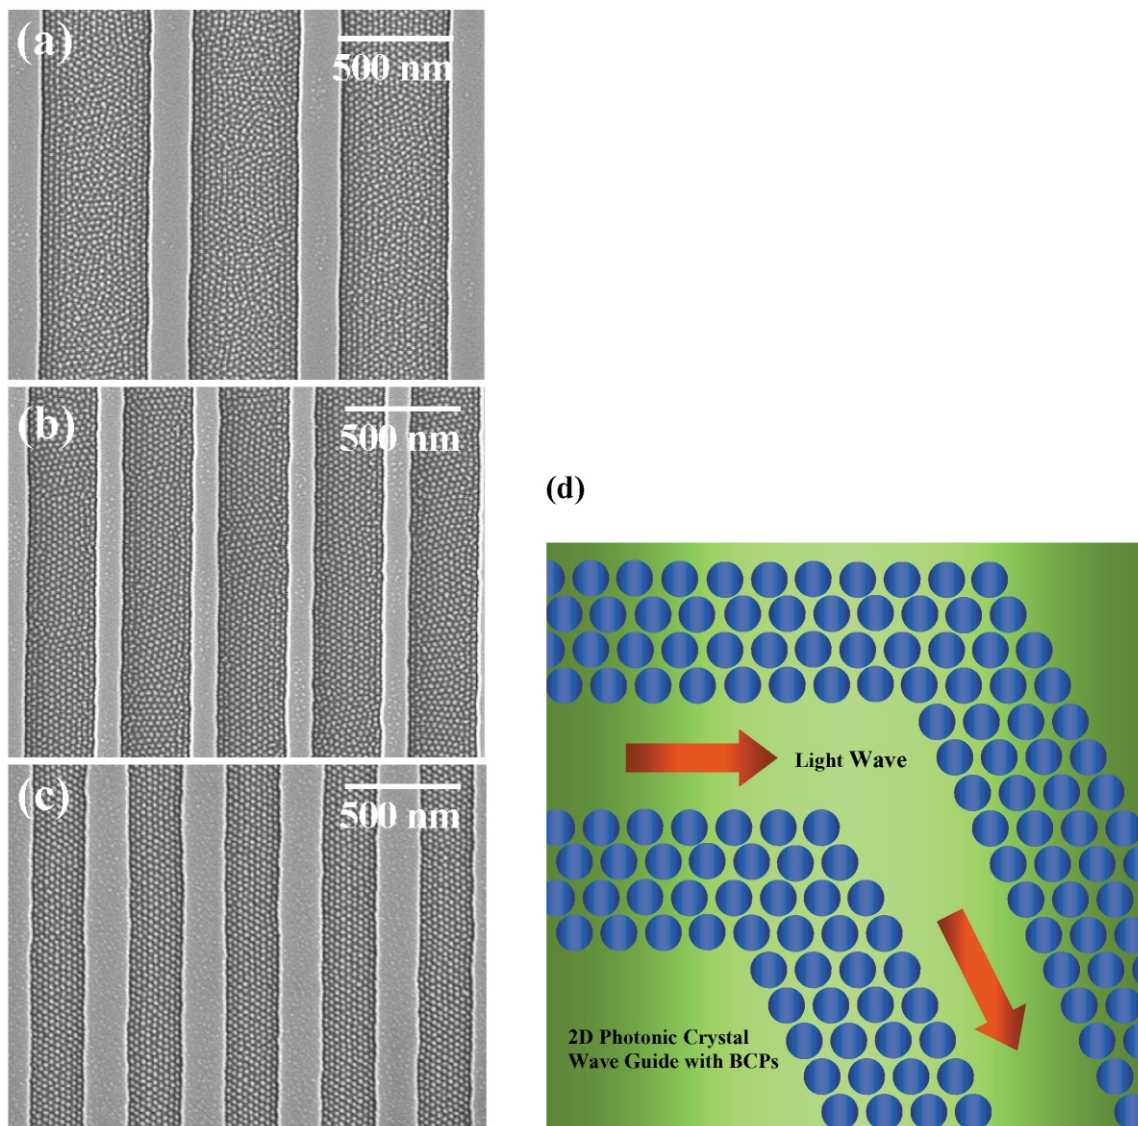 (a)
500 nm
(b)
500 nm
(c)
500 nm
(d)
Light Wave
2D Photonic Crystal
Wave Guide with BCPs